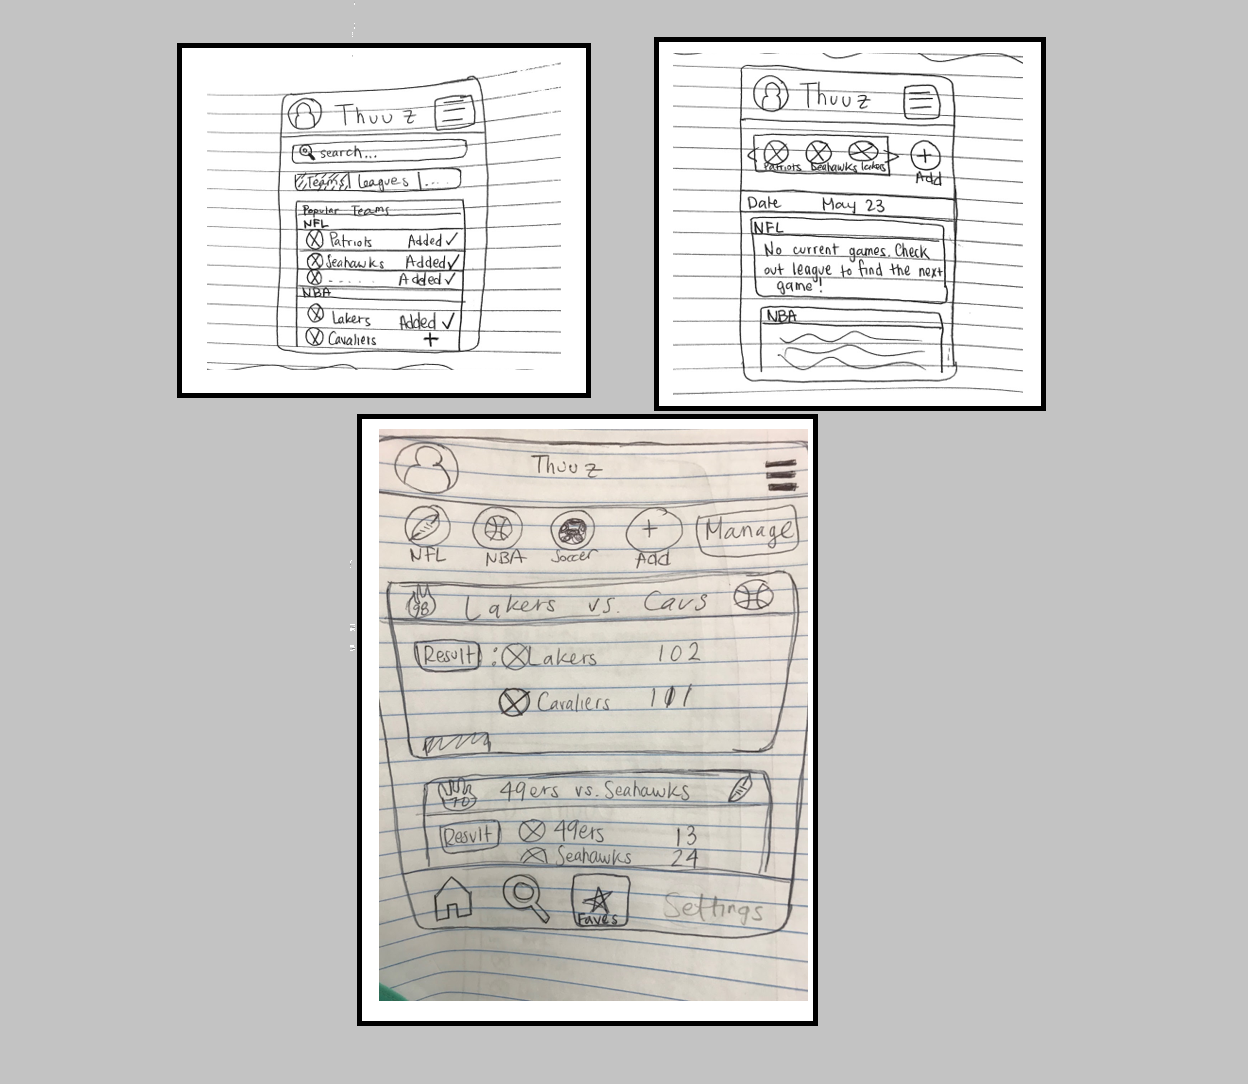 Thuuz
search...
Teams Leagues ....
Popular Teams
NFL
Patriots Added ✓
Seahawks Added ✓
..... Added ✓
NBA
Lakers Added ✓
Cavaliers +
Thuuz
< Patriots Seahawks Lakers > + Add
Date May 23
NFL
No current games. Check
out league to find the next
game!
NBA
Thuuz
NFL NBA Soccer + Add Manage
98 Lakers vs. Cavs
Result : Lakers 102
Cavaliers 101
70 49ers vs. Seahawks
Result 49ers 13
Seahawks 24
Faves Settings